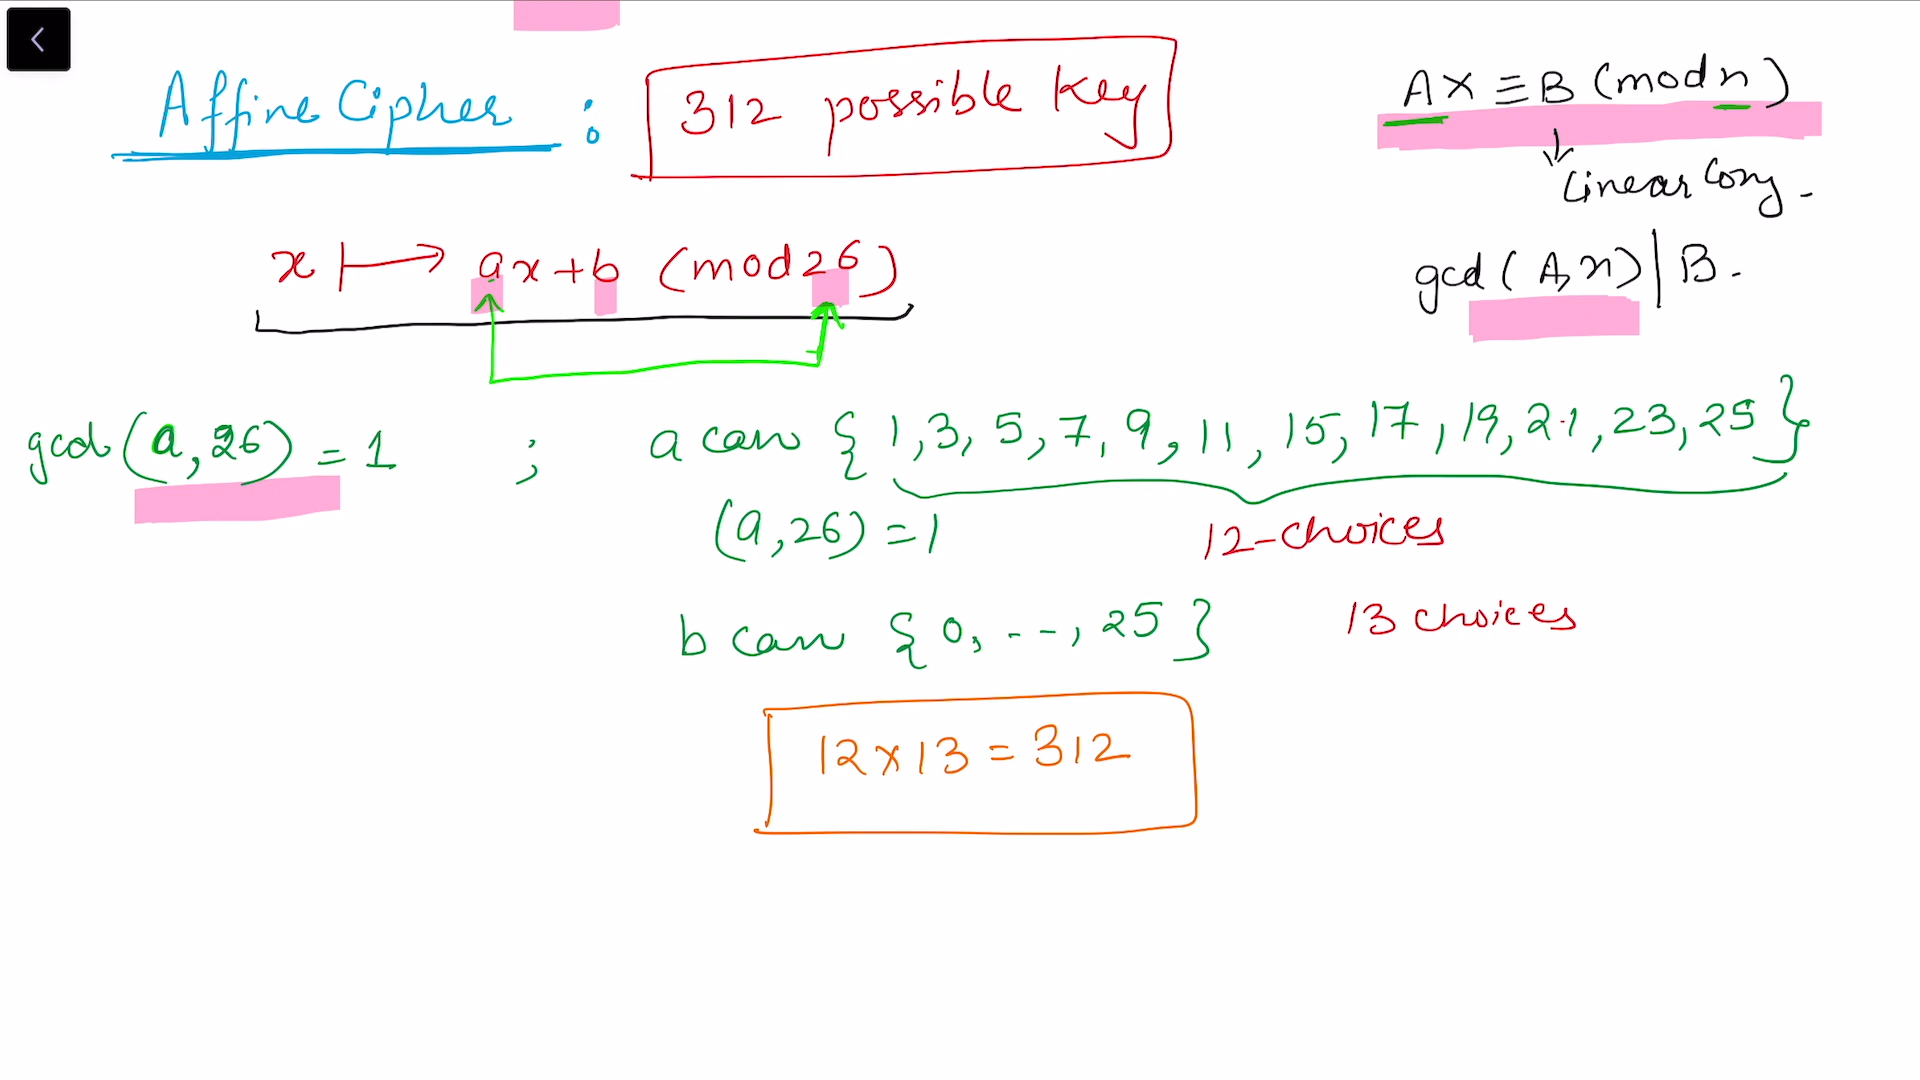 Affine Cipher : 312 possible Key
AX ≡ B (mod n)
Linear Cong.
x ↦ ax+b (mod 26)
gcd (A,n) | B.
gcd (a,26) = 1 ; a can { 1,3, 5,7, 9, 11, 15, 17, 19, 21, 23, 25 }
(a,26) = 1 12-choices
b can { 0, - - , 25 } 13 choices
12 x 13 = 312